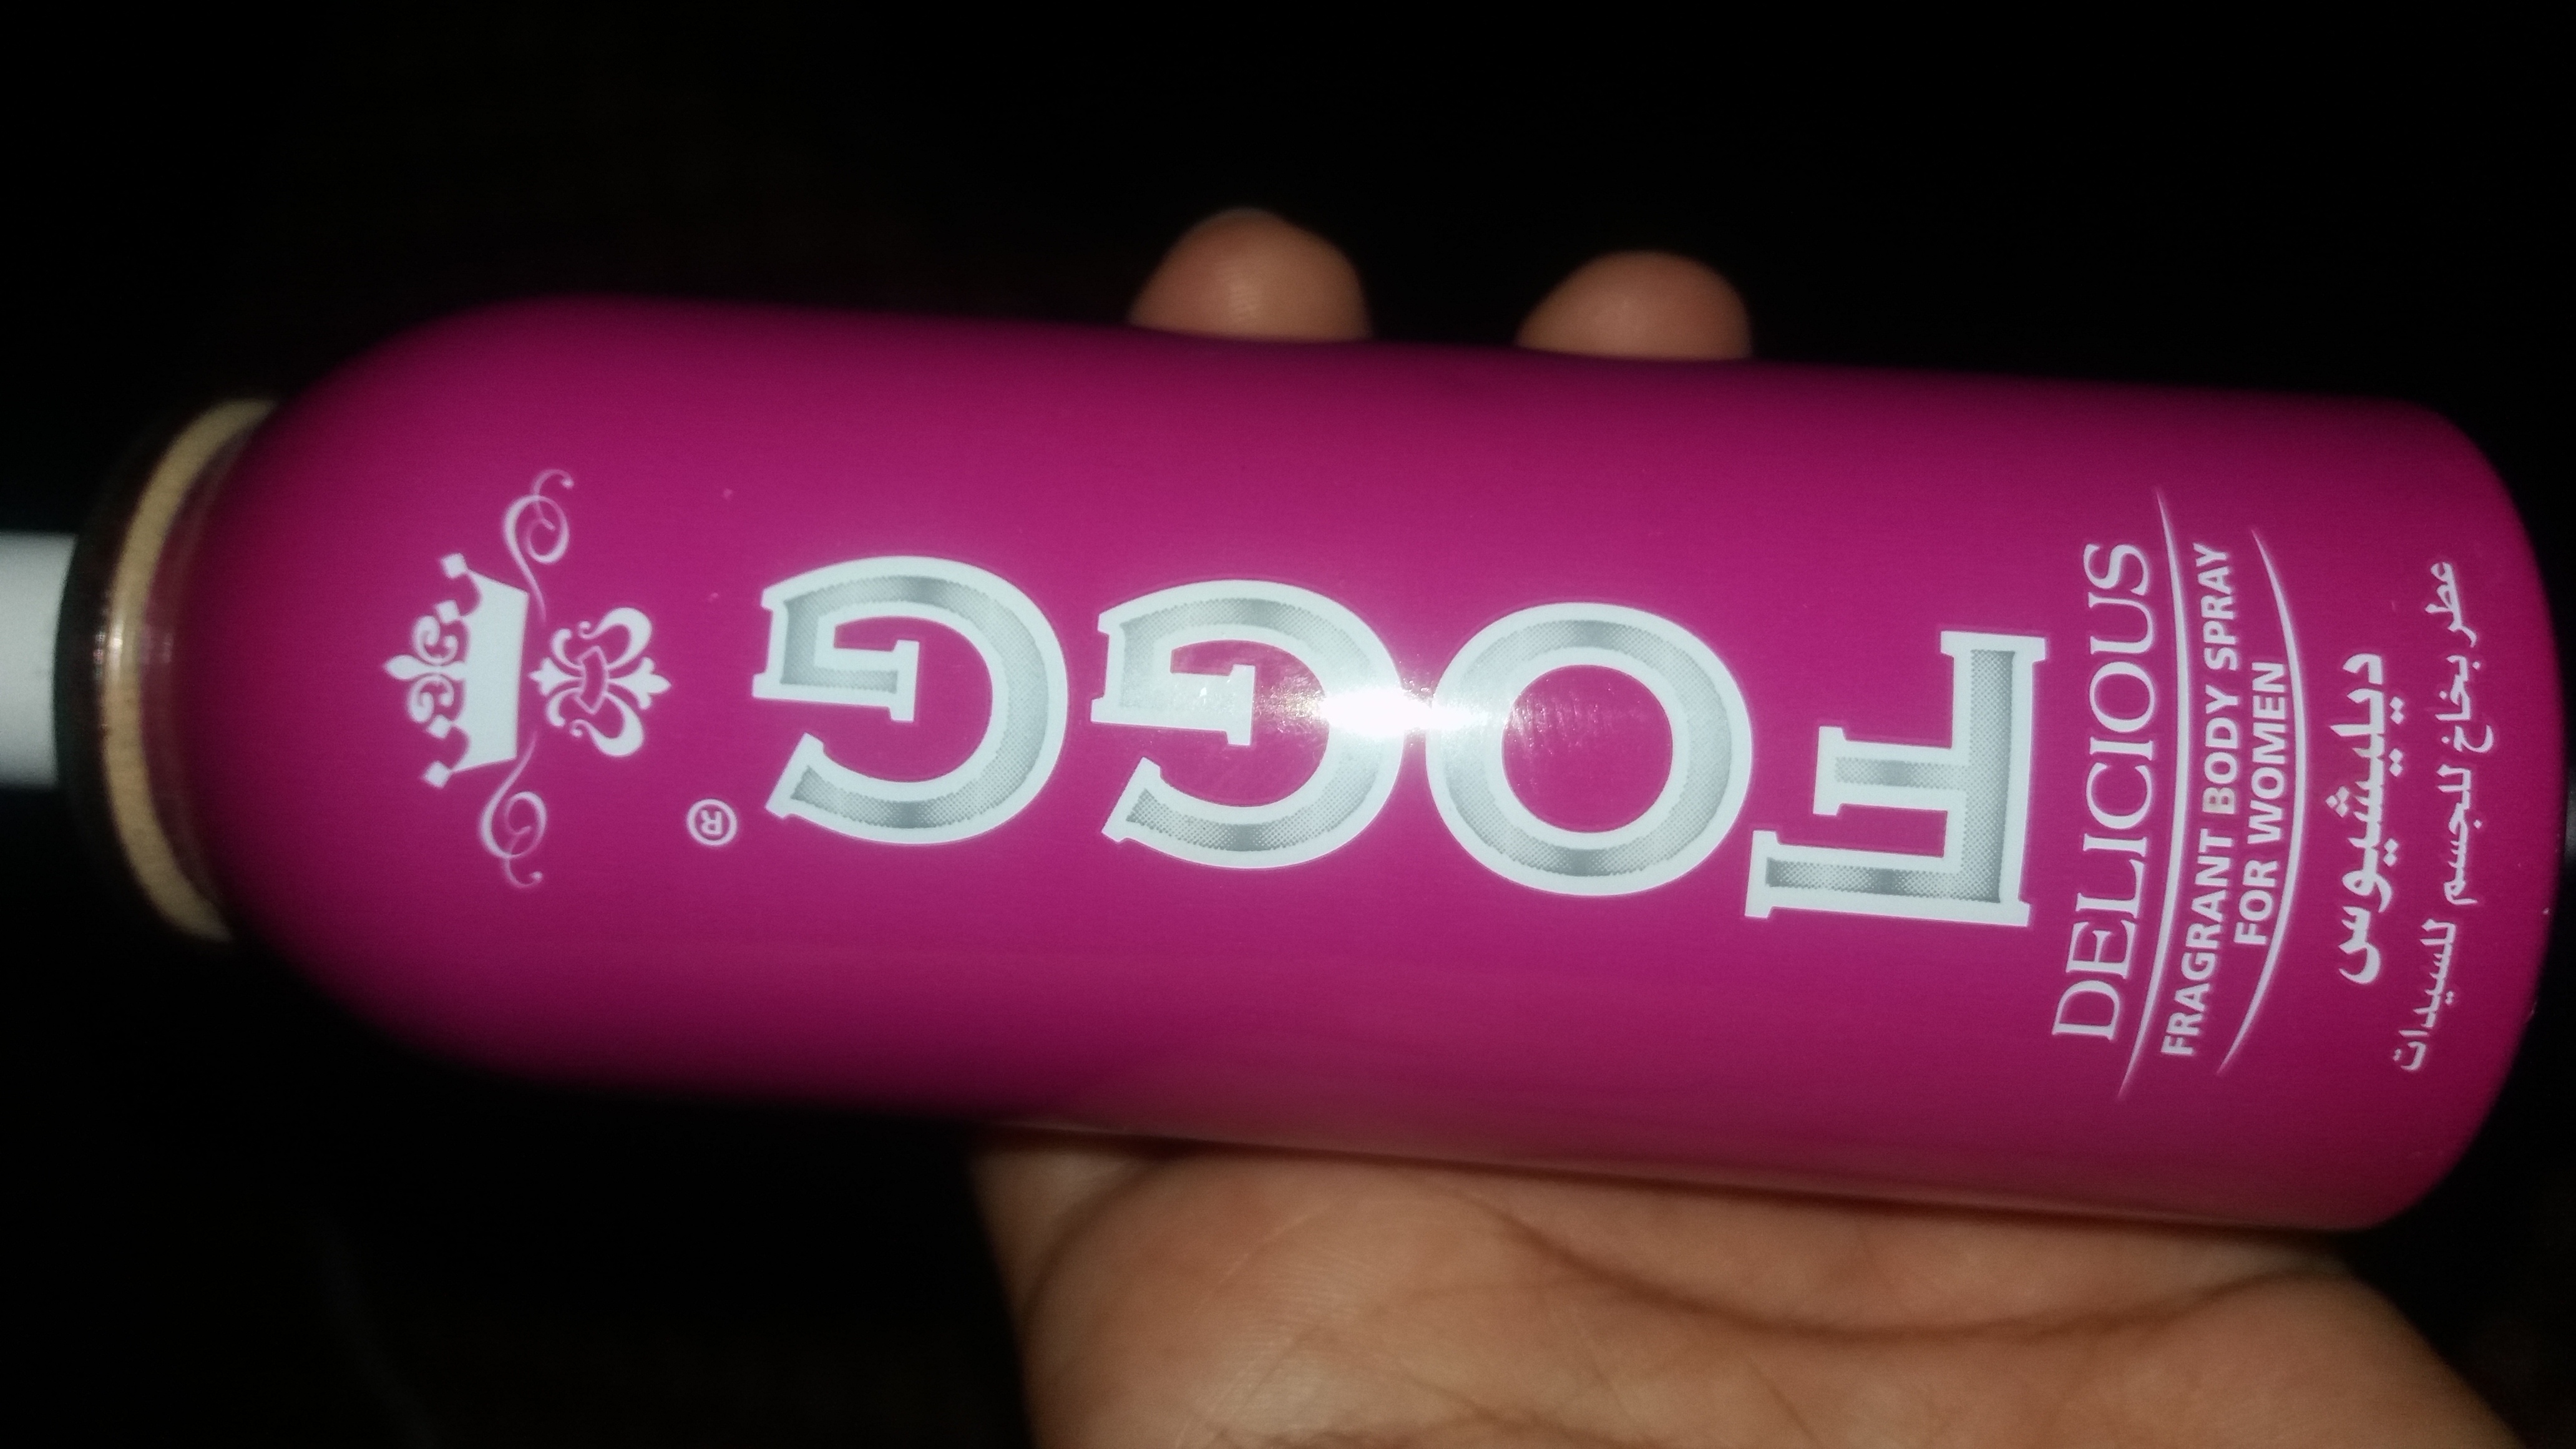 FOGG®
DELICIOUS
FRAGRANT BODY SPRAY
FOR WOMEN
ديليشيوس
عطر بخاخ للجسم للسيدات